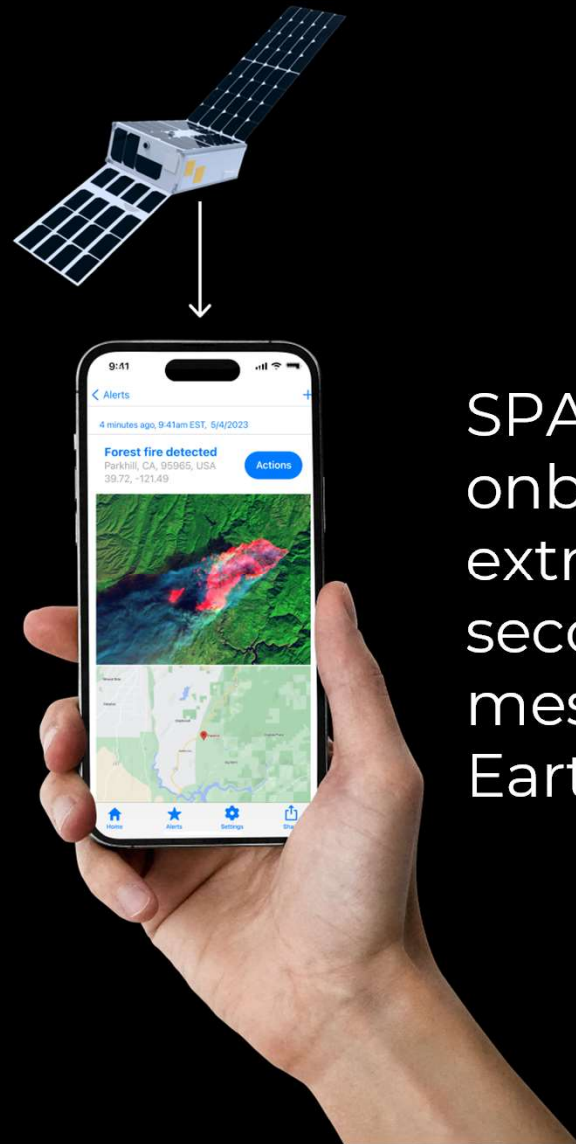 9:41
Alerts
4 minutes ago, 9:41am EST, 5/4/2023
Forest fire detected
Parkhill, CA, 95965, USA
39.72, -121.49
Actions
Home
Alerts
Settings
SPA
onb
extr
seco
mes
Eart